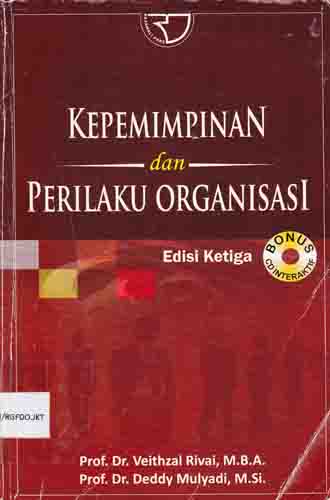 KEPEMIMPINAN
dan
PERILAKU ORGANISASI
Edisi Ketiga
BONUS
CD INTERAKTIF
/RGFDO.JKT
Prof. Dr. Veithzal Rivai, M.B.A.
Prof. Dr. Deddy Mulyadi, M.Si.